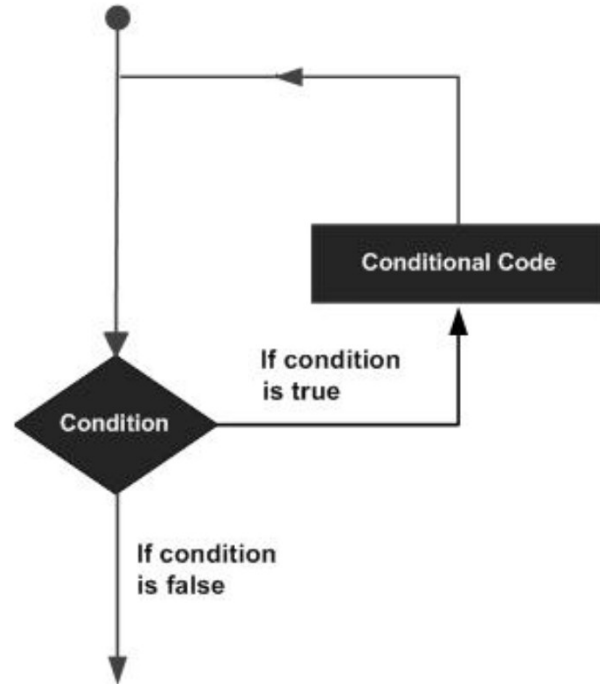 Conditional Code
If condition
is true
Condition
If condition
is false